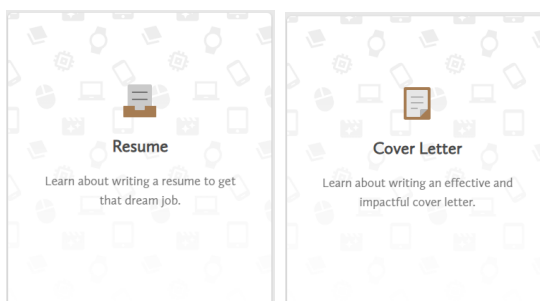 Resume
Learn about writing a resume to get
that dream job.
Cover Letter
Learn about writing an effective and
impactful cover letter.